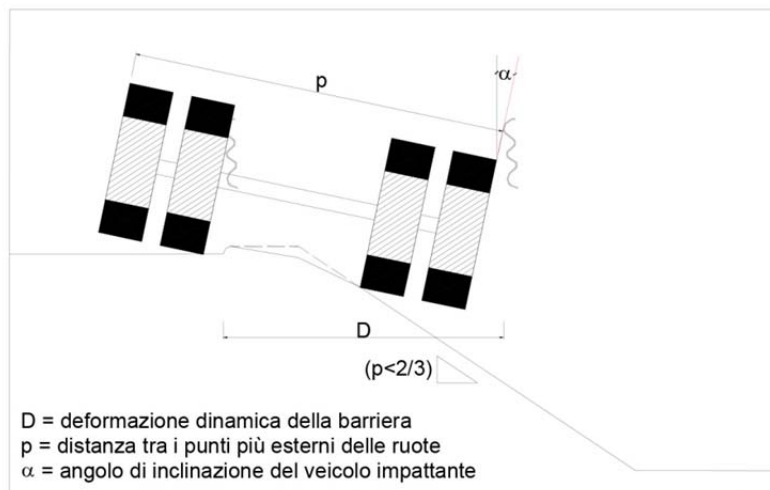 α
p
D
(p<2/3)
D = deformazione dinamica della barriera
p = distanza tra i punti più esterni delle ruote
α = angolo di inclinazione del veicolo impattante